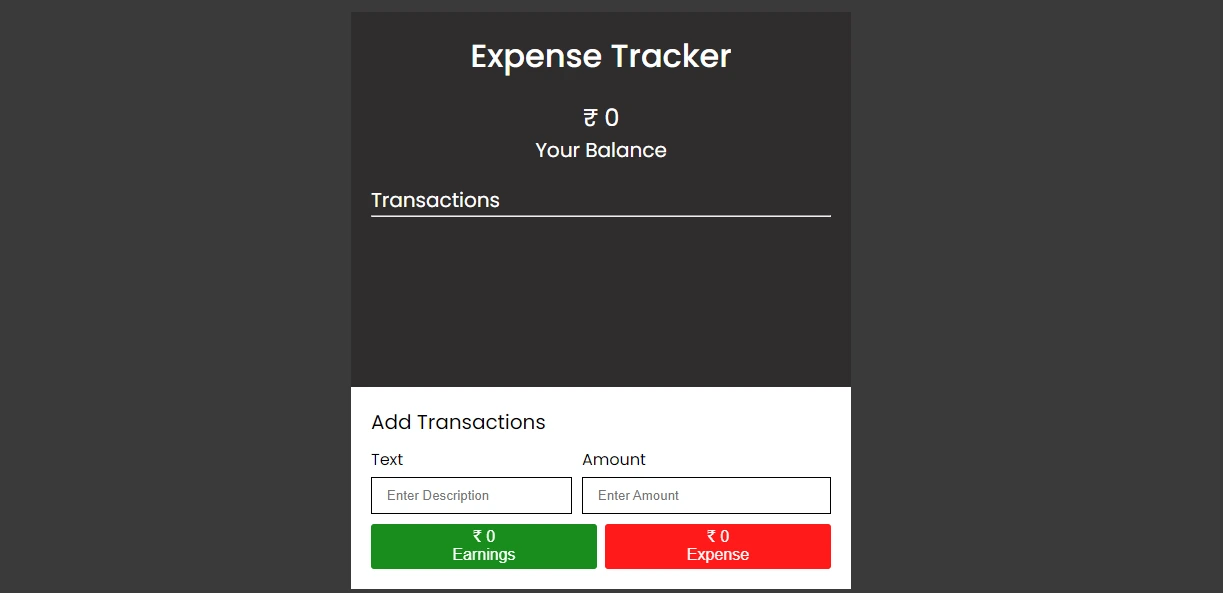 Expense Tracker
₹ 0
Your Balance
Transactions
Add Transactions
Text Amount
Enter Description Enter Amount
₹ 0 ₹ 0
Earnings Expense